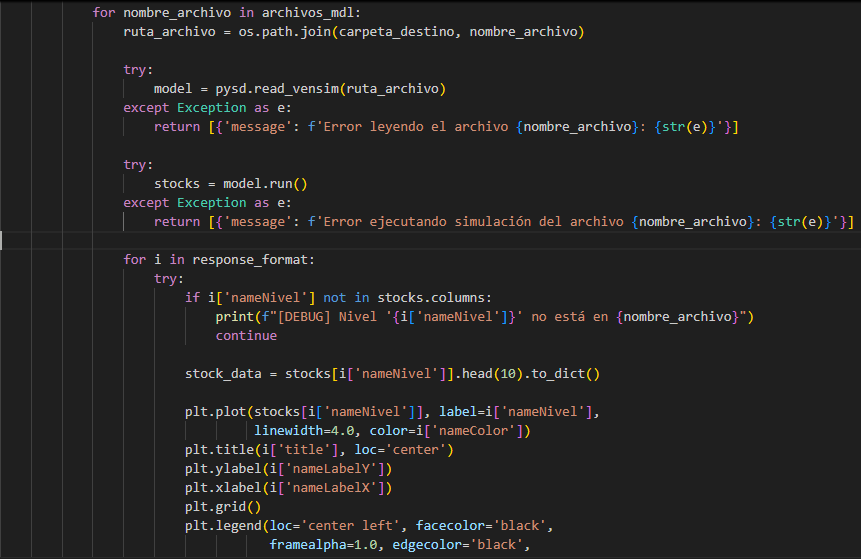 for nombre_archivo in archivos_mdl:
ruta_archivo = os.path.join(carpeta_destino, nombre_archivo)
try:
model = pysd.read_vensim(ruta_archivo)
except Exception as e:
return [{'message': f'Error leyendo el archivo {nombre_archivo}: {str(e)}'}]
try:
stocks = model.run()
except Exception as e:
return [{'message': f'Error ejecutando simulación del archivo {nombre_archivo}: {str(e)}'}]
for i in response_format:
try:
if i['nameNivel'] not in stocks.columns:
print(f"[DEBUG] Nivel '{i['nameNivel']}' no está en {nombre_archivo}")
continue
stock_data = stocks[i['nameNivel']].head(10).to_dict()
plt.plot(stocks[i['nameNivel']], label=i['nameNivel'],
linewidth=4.0, color=i['nameColor'])
plt.title(i['title'], loc='center')
plt.ylabel(i['nameLabelY'])
plt.xlabel(i['nameLabelX'])
plt.grid()
plt.legend(loc='center left', facecolor='black',
framealpha=1.0, edgecolor='black',